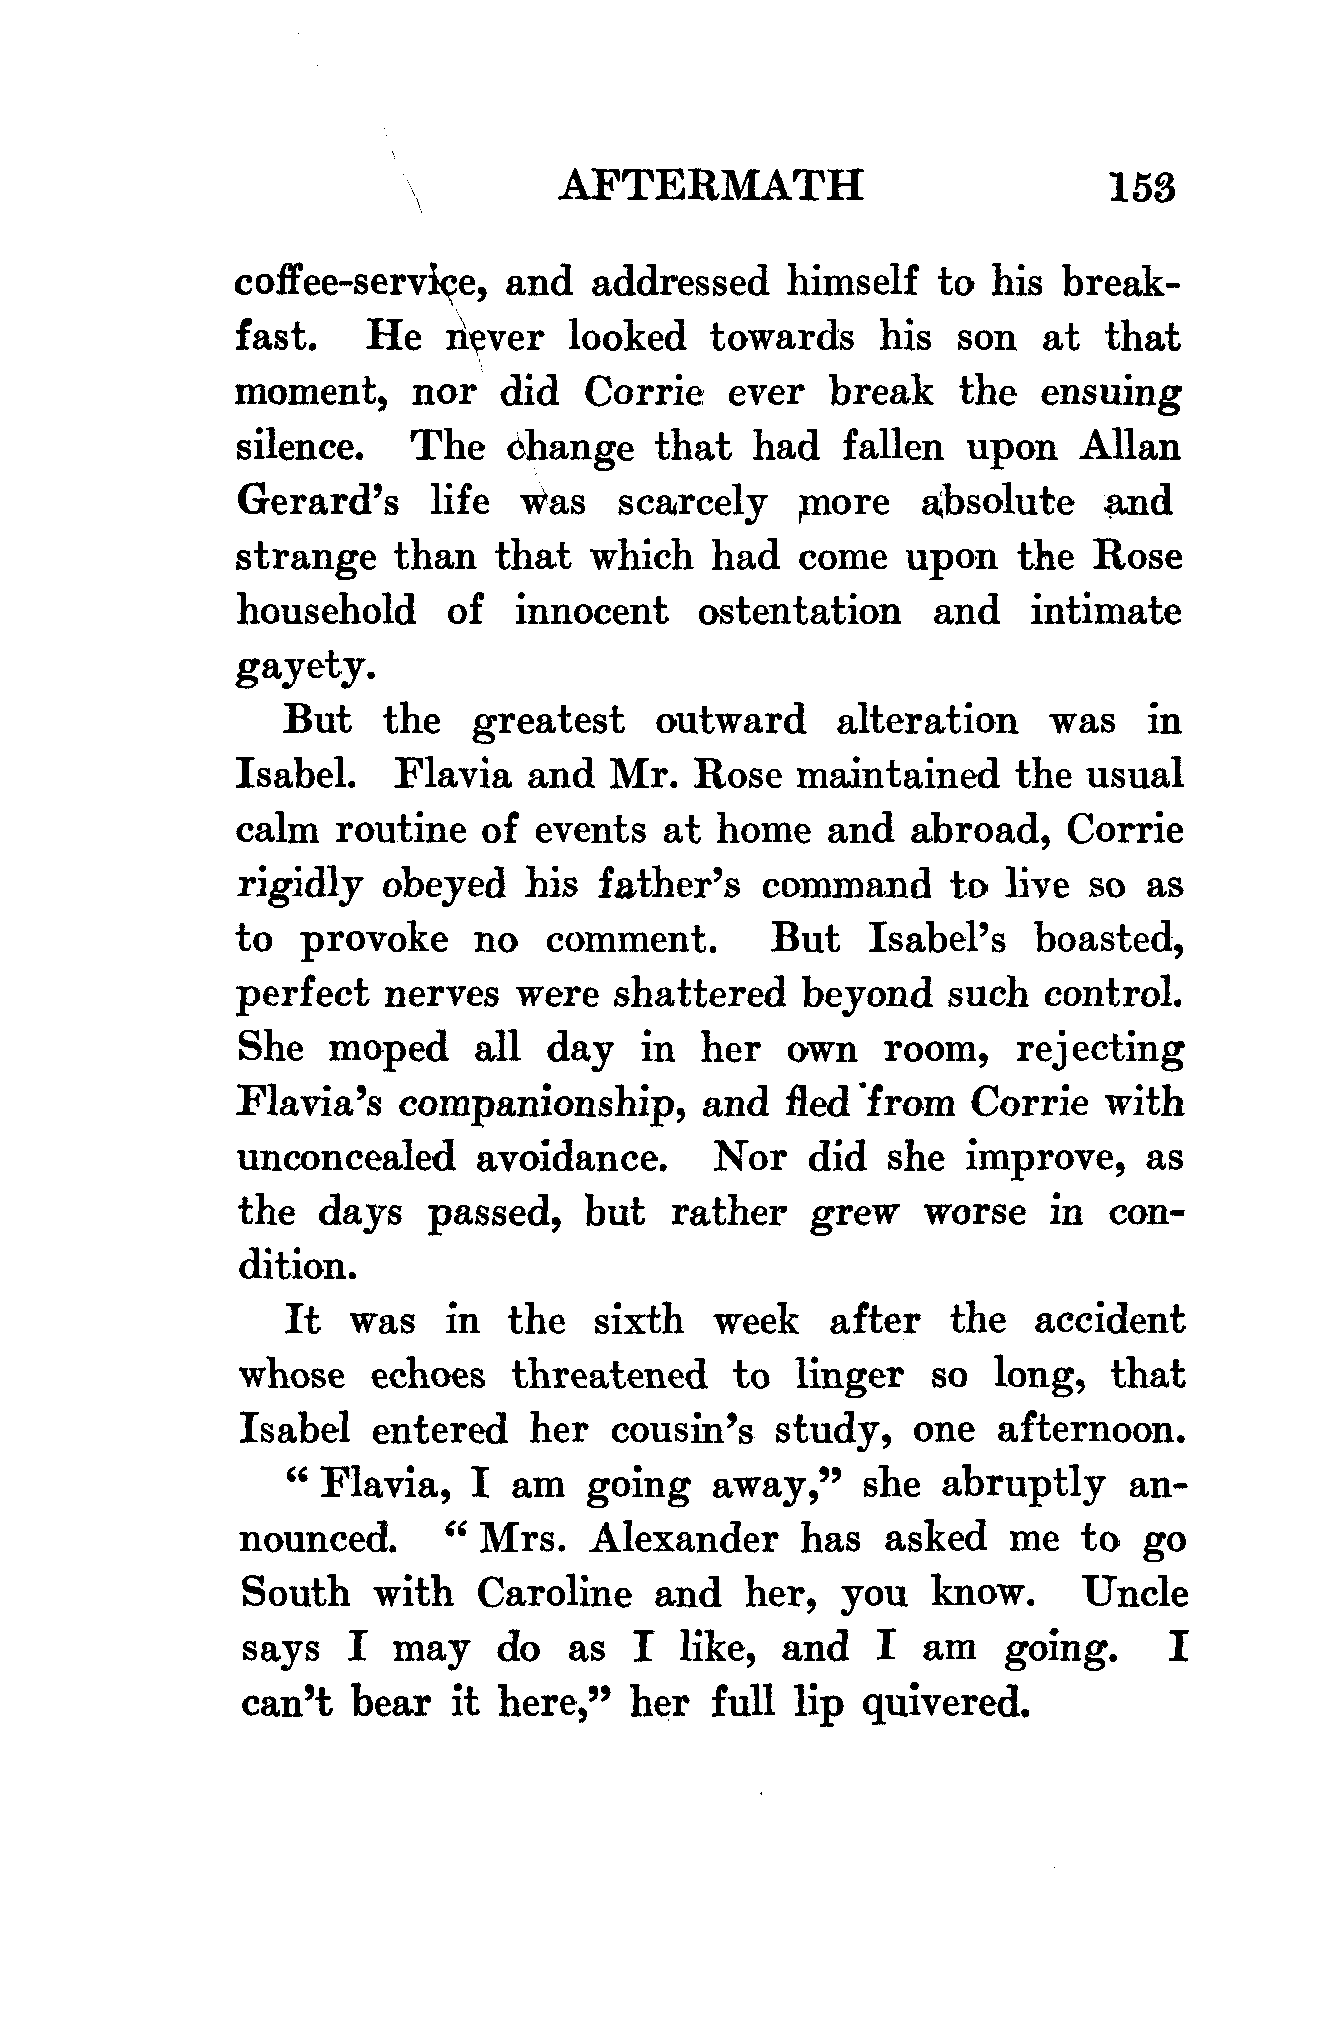 AFTERMATH 153
coffee-service, and addressed himself to his break-
fast. He never looked towards his son at that
moment, nor did Corrie ever break the ensuing
silence. The change that had fallen upon Allan
Gerard's life was scarcely more absolute and
strange than that which had come upon the Rose
household of innocent ostentation and intimate
gayety.
But the greatest outward alteration was in
Isabel. Flavia and Mr. Rose maintained the usual
calm routine of events at home and abroad, Corrie
rigidly obeyed his father's command to live so as
to provoke no comment. But Isabel's boasted,
perfect nerves were shattered beyond such control.
She moped all day in her own room, rejecting
Flavia's companionship, and fled from Corrie with
unconcealed avoidance. Nor did she improve, as
the days passed, but rather grew worse in con-
dition.
It was in the sixth week after the accident
whose echoes threatened to linger so long, that
Isabel entered her cousin's study, one afternoon.
"Flavia, I am going away," she abruptly an-
nounced. "Mrs. Alexander has asked me to go
South with Caroline and her, you know. Uncle
says I may do as I like, and I am going. I
can't bear it here," her full lip quivered.